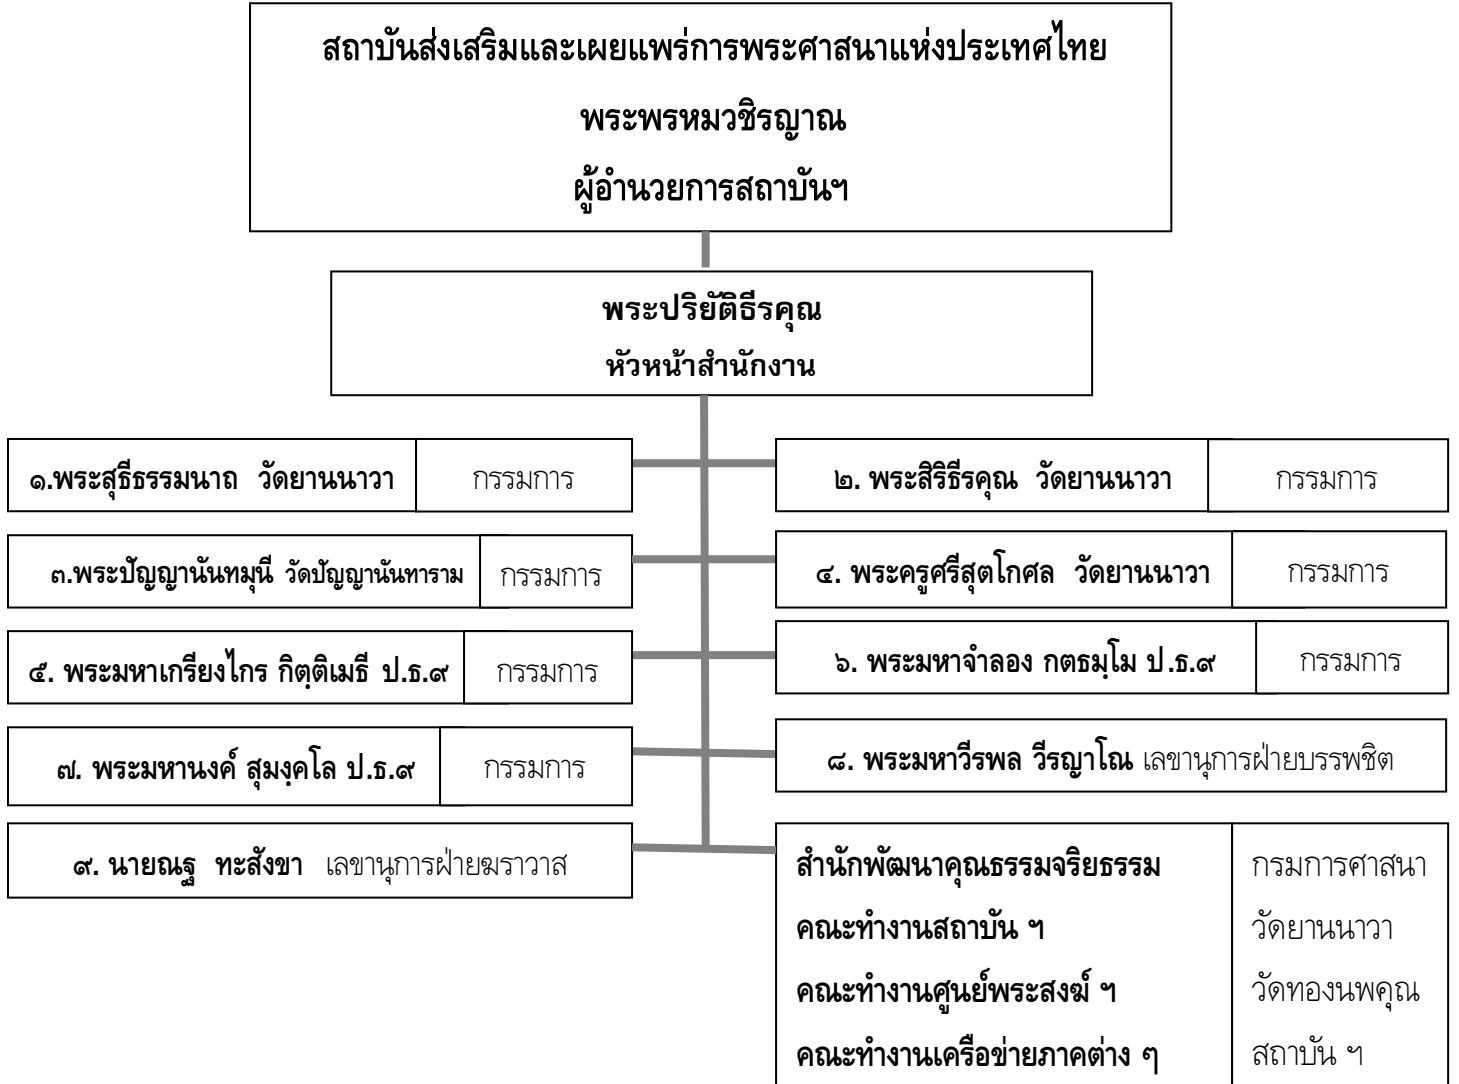 สถาบันส่งเสริมและเผยแพร่การพระศาสนาแห่งประเทศไทย
พระพรหมวชิรญาณ
ผู้อำนวยการสถาบันฯ
พระปริยัติธีรคุณ
หัวหน้าสำนักงาน
๑.พระสุธีธรรมนาถ วัดยานนาวา กรรมการ
๒. พระสิริธีรคุณ วัดยานนาวา กรรมการ
๓.พระปัญญานันทมุนี วัดปัญญานันทาราม กรรมการ
๔. พระครูศรีสุตโกศล วัดยานนาวา กรรมการ
๕. พระมหาเกรียงไกร กิตฺติเมธี ป.ธ.๙ กรรมการ
๖. พระมหาจำลอง กตธมฺโม ป.ธ.๙ กรรมการ
๗. พระมหานงค์ สุมงฺคโล ป.ธ.๙ กรรมการ
๘. พระมหาวีรพล วีรญาโณ เลขานุการฝ่ายบรรพชิต
๙. นายณฐ ทะสังขา เลขานุการฝ่ายฆราวาส
สำนักพัฒนาคุณธรรมจริยธรรม กรมการศาสนา
คณะทำงานสถาบัน ฯ วัดยานนาวา
คณะทำงานศูนย์พระสงฆ์ ฯ วัดทองนพคุณ
คณะทำงานเครือข่ายภาคต่าง ๆ สถาบัน ฯ